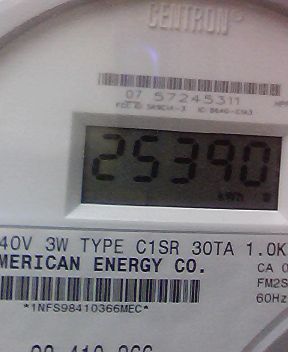 CENTRON
07 57245311
25390
kWh
40V 3W TYPE C1SR 30TA 1.0K
MERICAN ENERGY CO.
CA 0
FM2S
60Hz
*1NFS98410366MEC*